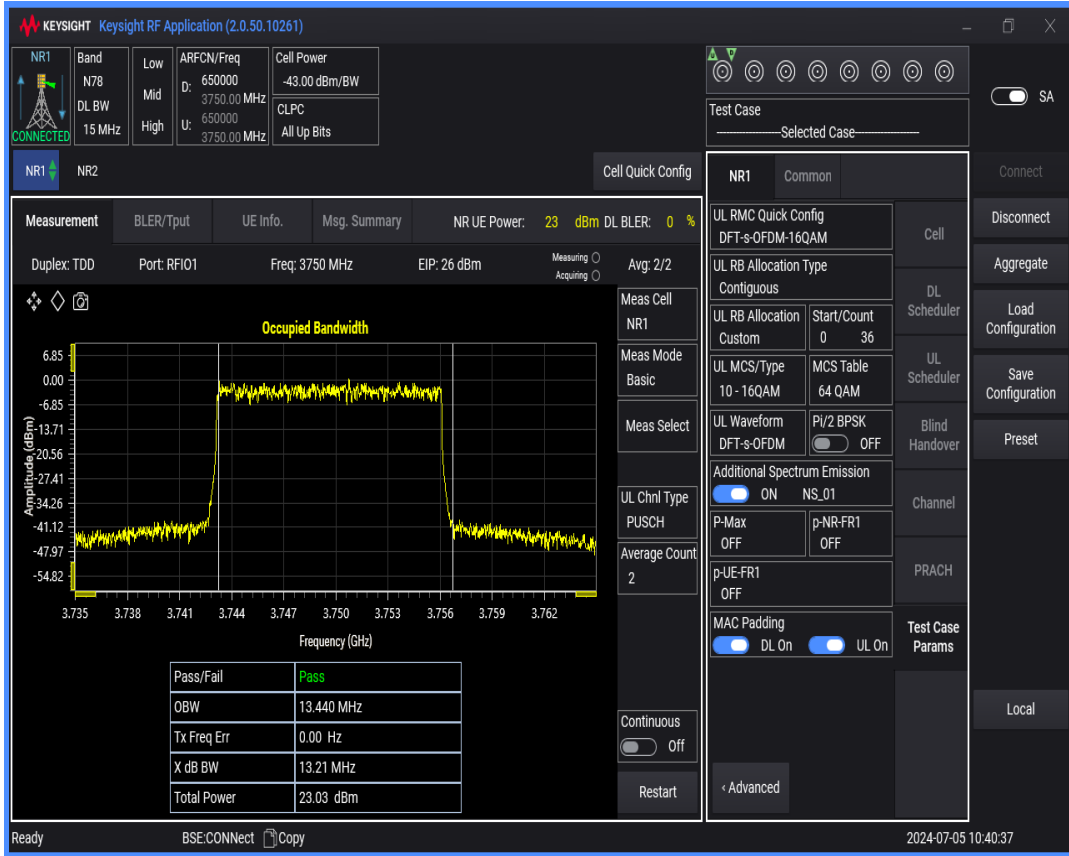 KEYSIGHT Keysight RF Application (2.0.50.10261)
NR1
CONNECTED
Band
N78
DL BW
15 MHz
Low
Mid
High
ARFCN/Freq
D: 650000
3750.00 MHz
U: 650000
3750.00 MHz
Cell Power
-43.00 dBm/BW
CLPC
All Up Bits
Test Case
Selected Case
SA
NR1 NR2
Cell Quick Config
Measurement BLER/Tput UE Info. Msg. Summary NR UE Power: 23 dBm DL BLER: 0 %
Duplex: TDD Port: RFIO1 Freq: 3750 MHz EIP: 26 dBm Measuring Avg: 2/2
Acquiring
Occupied Bandwidth
Amplitude (dBm)
6.85
0.00
-6.85
-13.71
-20.56
-27.41
-34.26
-41.12
-47.97
-54.82
3.735 3.738 3.741 3.744 3.747 3.750 3.753 3.756 3.759 3.762
Frequency (GHz)
Pass/Fail Pass
OBW 13.440 MHz
Tx Freq Err 0.00 Hz
X dB BW 13.21 MHz
Total Power 23.03 dBm
Meas Cell
NR1
Meas Mode
Basic
Meas Select
UL Chnl Type
PUSCH
Average Count
2
Continuous
Off
Restart
NR1 Common
UL RMC Quick Config
DFT-s-OFDM-16QAM
UL RB Allocation Type
Contiguous
UL RB Allocation
Custom
Start/Count
0 36
UL MCS/Type
10 - 16QAM
MCS Table
64 QAM
UL Waveform
DFT-s-OFDM
Pi/2 BPSK
OFF
Additional Spectrum Emission
ON NS_01
P-Max
OFF
p-NR-FR1
OFF
p-UE-FR1
OFF
MAC Padding
DL On UL On
‹ Advanced
Cell
DL
Scheduler
UL
Scheduler
Blind
Handover
Channel
PRACH
Test Case
Params
Connect
Disconnect
Aggregate
Load
Configuration
Save
Configuration
Preset
Local
Ready BSE:CONNect Copy 2024-07-05 10:40:37